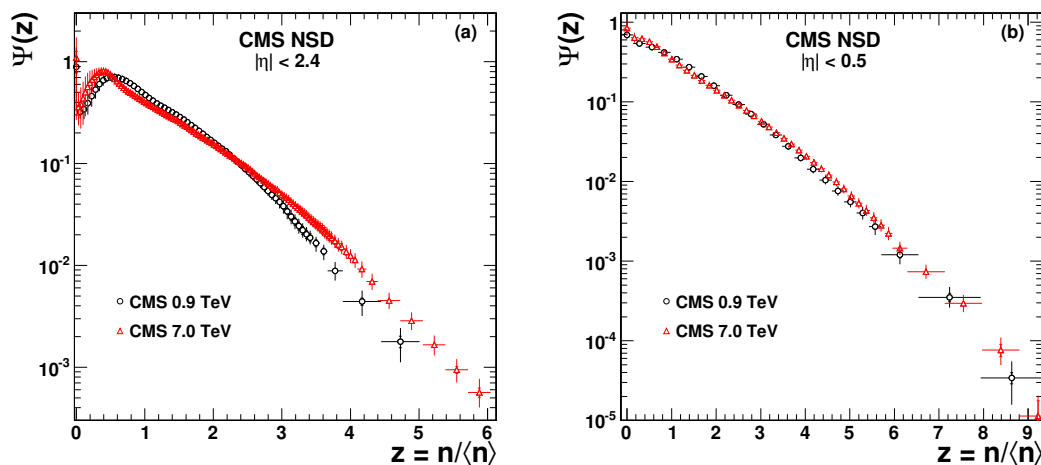 Ψ(z)
CMS NSD
|η| < 2.4
(a)
1
10⁻¹
10⁻²
10⁻³
CMS 0.9 TeV
CMS 7.0 TeV
0 1 2 3 4 5 6
z = n/⟨n⟩
Ψ(z)
CMS NSD
|η| < 0.5
(b)
1
10⁻¹
10⁻²
10⁻³
10⁻⁴
10⁻⁵
CMS 0.9 TeV
CMS 7.0 TeV
0 1 2 3 4 5 6 7 8 9
z = n/⟨n⟩